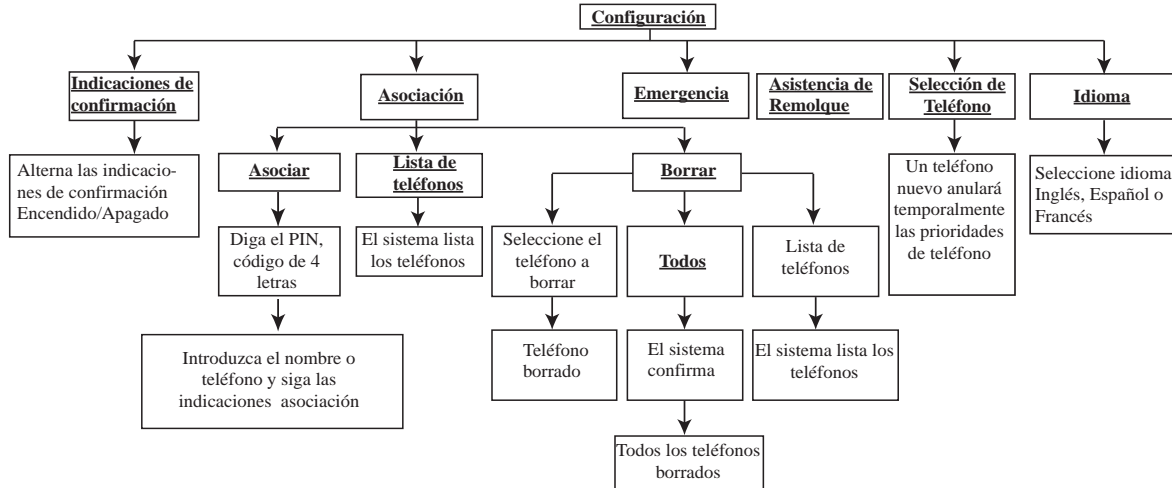 Configuración
Indicaciones de
confirmación
Asociación
Emergencia
Asistencia de
Remolque
Selección de
Teléfono
Idioma
Alterna las indicacio-
nes de confirmación
Encendido/Apagado
Asociar
Lista de
teléfonos
Borrar
Un teléfono
nuevo anulará
temporalmente
las prioridades
de teléfono
Seleccione idioma
Inglés, Español o
Francés
Diga el PIN,
código de 4
letras
El sistema lista
los teléfonos
Seleccione el
teléfono a
borrar
Todos
Lista de
teléfonos
Introduzca el nombre o
teléfono y siga las
indicaciones asociación
Teléfono
borrado
El sistema
confirma
El sistema lista los
teléfonos
Todos los teléfonos
borrados